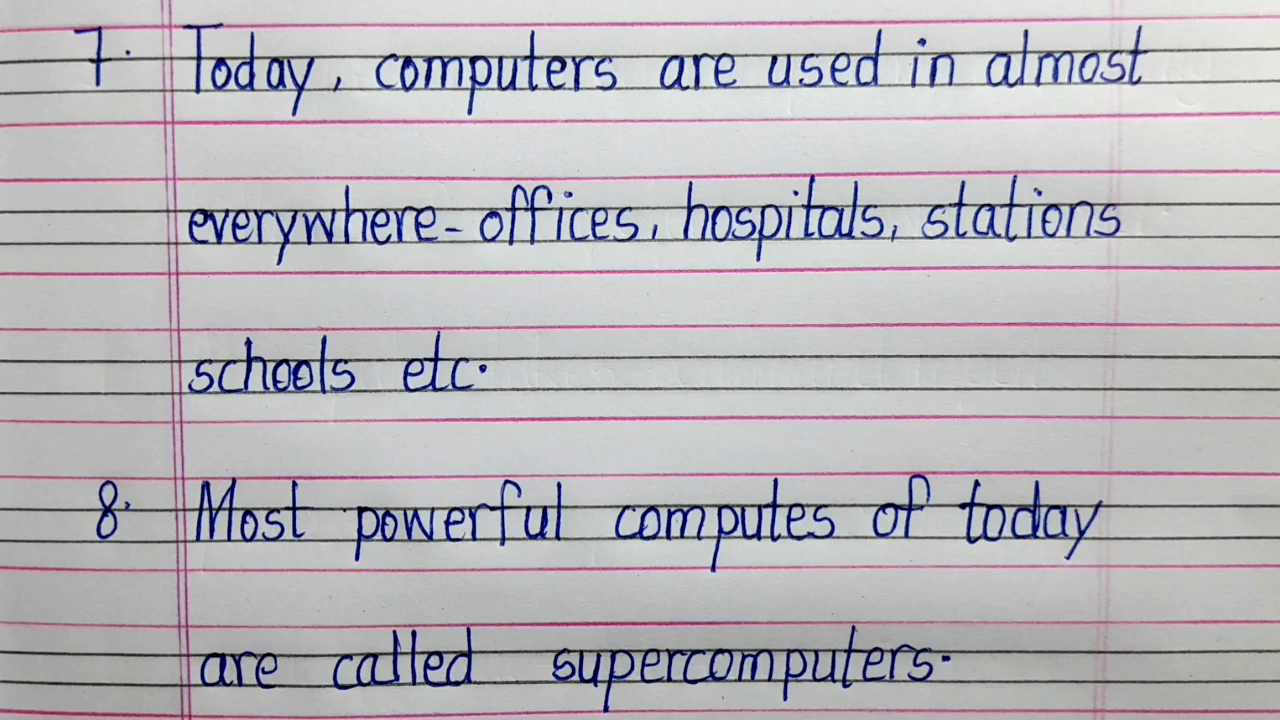 7. Today, computers are used in almost
everywhere- offices, hospitals, stations
schools etc.
8. Most powerful computes of today
are called supercomputers.